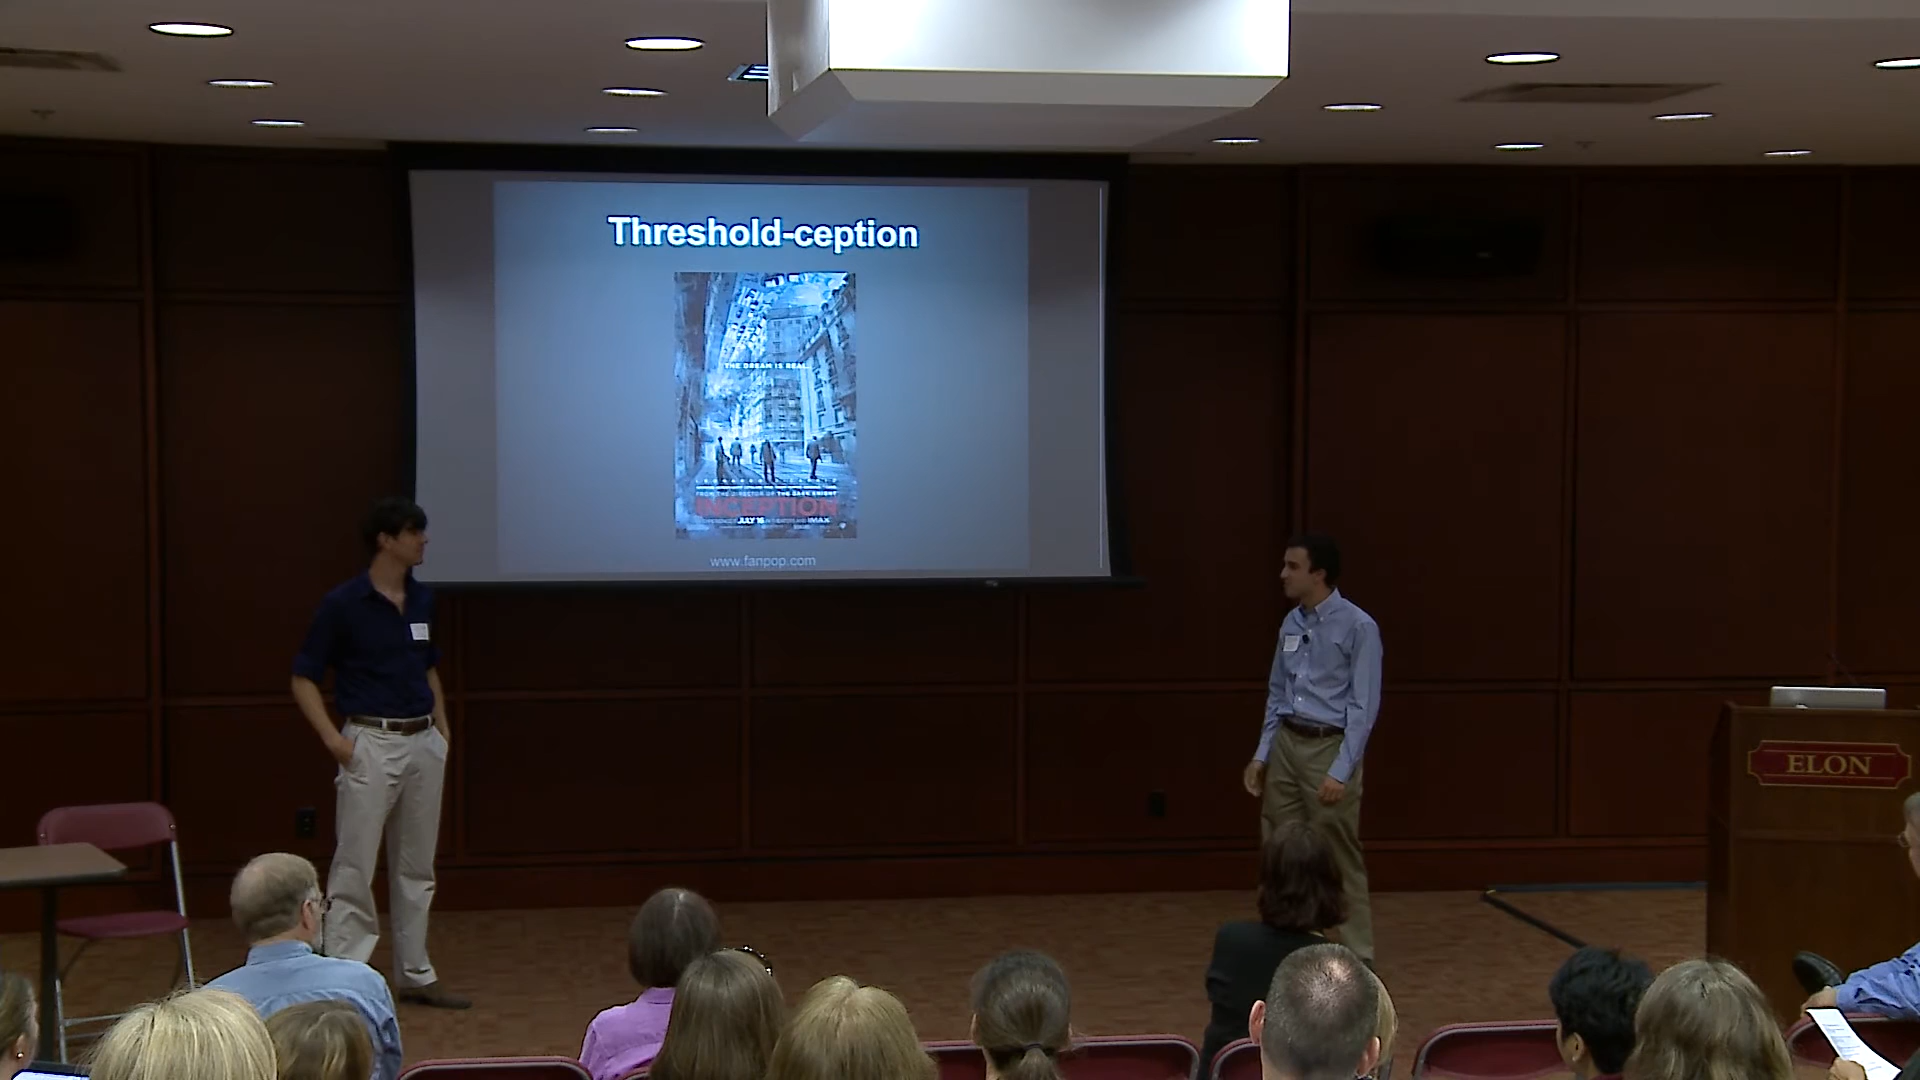 Threshold-ception
THE DREAM IS REAL.
FROM THE DIRECTOR OF THE DARK KNIGHT
INCEPTION
JULY 16
IMAX
www.fanpop.com
ELON